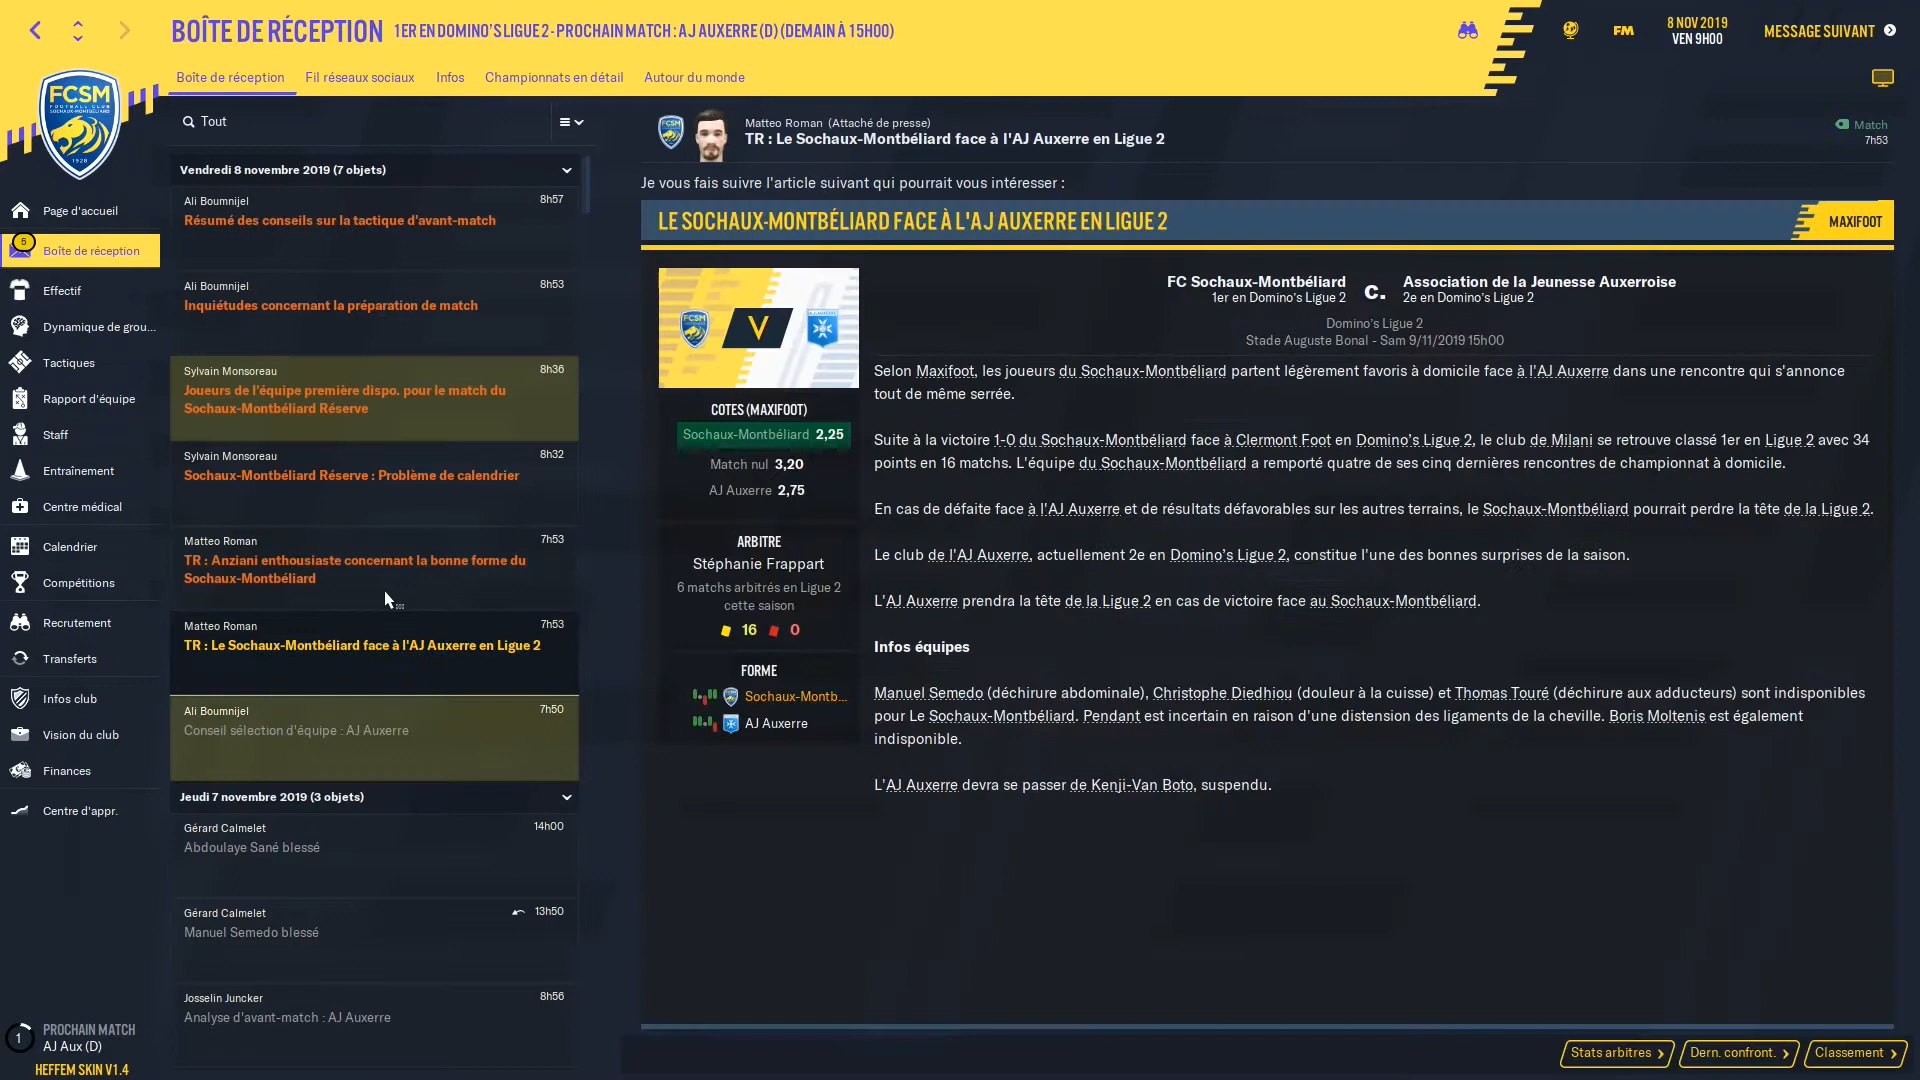 BOÎTE DE RÉCEPTION
1ER EN DOMINO'S LIGUE 2 - PROCHAIN MATCH : AJ AUXERRE (D) (DEMAIN À 15H00)
FM
8 NOV 2019
VEN 9H00
MESSAGE SUIVANT
Boîte de réception
Fil réseaux sociaux
Infos
Championnats en détail
Autour du monde
FCSM
FOOTBALL CLUB
SOCHAUX-MONTBÉLIARD
1928
Page d'accueil
5
Boîte de réception
Effectif
Dynamique de grou...
Tactiques
Rapport d'équipe
Staff
Entraînement
Centre médical
Calendrier
Compétitions
Recrutement
Transferts
Infos club
Vision du club
Finances
Centre d'appr.
1
PROCHAIN MATCH
AJ Aux (D)
HEFFEM SKIN V1.4
Tout
Vendredi 8 novembre 2019 (7 objets)
Ali Boumnijel
8h57
Résumé des conseils sur la tactique d'avant-match
Ali Boumnijel
8h53
Inquiétudes concernant la préparation de match
Sylvain Monsoreau
8h36
Joueurs de l'équipe première dispo. pour le match du
Sochaux-Montbéliard Réserve
Sylvain Monsoreau
8h32
Sochaux-Montbéliard Réserve : Problème de calendrier
Matteo Roman
7h53
TR : Anziani enthousiaste concernant la bonne forme du
Sochaux-Montbéliard
Matteo Roman
7h53
TR : Le Sochaux-Montbéliard face à l'AJ Auxerre en Ligue 2
Ali Boumnijel
7h50
Conseil sélection d'équipe : AJ Auxerre
Jeudi 7 novembre 2019 (3 objets)
Gérard Calmelet
14h00
Abdoulaye Sané blessé
Gérard Calmelet
13h50
Manuel Semedo blessé
Josselin Juncker
8h56
Analyse d'avant-match : AJ Auxerre
Matteo Roman (Attaché de presse)
TR : Le Sochaux-Montbéliard face à l'AJ Auxerre en Ligue 2
Match
7h53
Je vous fais suivre l'article suivant qui pourrait vous intéresser :
LE SOCHAUX-MONTBÉLIARD FACE À L'AJ AUXERRE EN LIGUE 2
MAXIFOOT
FCSM
V
AJ AUXERRE
COTES (MAXIFOOT)
Sochaux-Montbéliard 2,25
Match nul 3,20
AJ Auxerre 2,75
ARBITRE
Stéphanie Frappart
6 matchs arbitrés en Ligue 2
cette saison
16 0
FORME
Sochaux-Montb...
AJ Auxerre
FC Sochaux-Montbéliard
1er en Domino's Ligue 2
c.
Association de la Jeunesse Auxerroise
2e en Domino's Ligue 2
Domino's Ligue 2
Stade Auguste Bonal - Sam 9/11/2019 15h00
Selon Maxifoot, les joueurs du Sochaux-Montbéliard partent légèrement favoris à domicile face à l'AJ Auxerre dans une rencontre qui s'annonce
tout de même serrée.
Suite à la victoire 1-0 du Sochaux-Montbéliard face à Clermont Foot en Domino's Ligue 2, le club de Milani se retrouve classé 1er en Ligue 2 avec 34
points en 16 matchs. L'équipe du Sochaux-Montbéliard a remporté quatre de ses cinq dernières rencontres de championnat à domicile.
En cas de défaite face à l'AJ Auxerre et de résultats défavorables sur les autres terrains, le Sochaux-Montbéliard pourrait perdre la tête de la Ligue 2.
Le club de l'AJ Auxerre, actuellement 2e en Domino's Ligue 2, constitue l'une des bonnes surprises de la saison.
L'AJ Auxerre prendra la tête de la Ligue 2 en cas de victoire face au Sochaux-Montbéliard.
Infos équipes
Manuel Semedo (déchirure abdominale), Christophe Diedhiou (douleur à la cuisse) et Thomas Touré (déchirure aux adducteurs) sont indisponibles
pour Le Sochaux-Montbéliard. Pendant est incertain en raison d'une distension des ligaments de la cheville. Boris Moltenis est également
indisponible.
L'AJ Auxerre devra se passer de Kenji-Van Boto, suspendu.
Stats arbitres
Dern. confront.
Classement